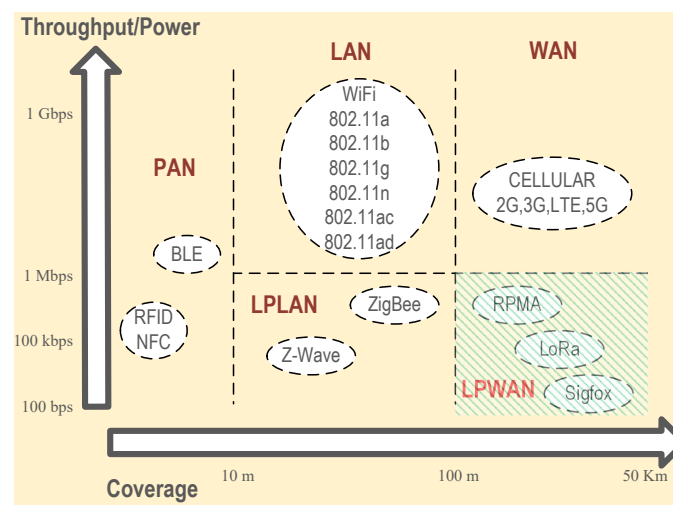 Throughput/Power
LAN
WAN
1 Gbps
WiFi
802.11a
802.11b
802.11g
802.11n
802.11ac
802.11ad
PAN
CELLULAR
2G,3G,LTE,5G
BLE
1 Mbps
LPLAN
ZigBee
RPMA
RFID
NFC
100 kbps
Z-Wave
LoRa
LPWAN
Sigfox
100 bps
10 m
100 m
50 Km
Coverage